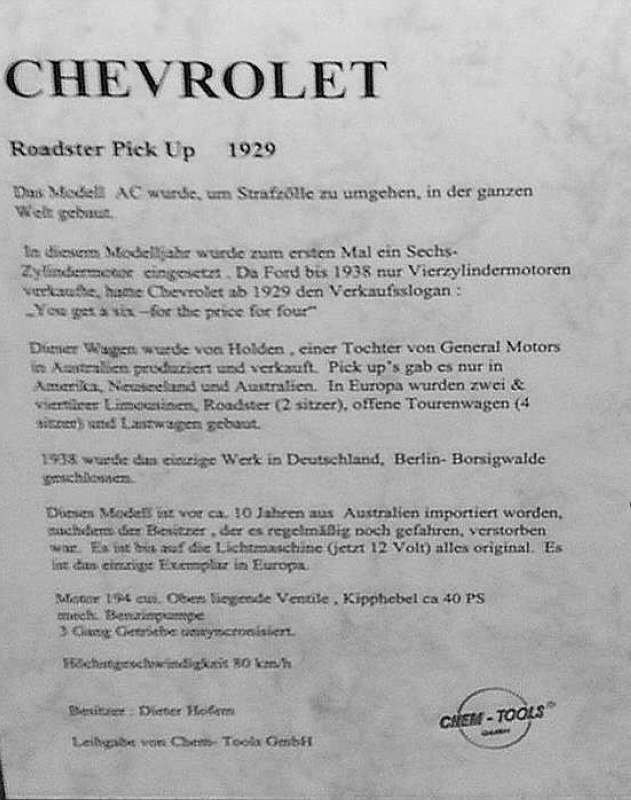 CHEVROLET
Roadster Pick Up 1929
Das Modell AC wurde, um Strafzölle zu umgehen, in der ganzen
Welt gebaut.
In diesem Modelljahr wurde zum ersten Mal ein Sechs-
Zylindermotor eingesetzt . Da Ford bis 1938 nur Vierzylindermotoren
verkaufte, hatte Chevrolet ab 1929 den Verkaufsslogan :
„You get a six –for the price for four“
Dieser Wagen wurde von Holden , einer Tochter von General Motors
in Australien produziert und verkauft. Pick up's gab es nur in
Amerika, Neuseeland und Australien. In Europa wurden zwei &
viertürer Limousinen, Roadster (2 sitzer), offene Tourenwagen (4
sitzer) und Lastwagen gebaut.
1938 wurde das einzige Werk in Deutschland, Berlin- Borsigwalde
geschlossen.
Dieses Modell ist vor ca. 10 Jahren aus Australien importiert worden,
nachdem der Besitzer , der es regelmäßig noch gefahren, verstorben
war. Es ist bis auf die Lichtmaschine (jetzt 12 Volt) alles original. Es
ist das einzige Exemplar in Europa.
Motor 194 cui. Oben liegende Ventile , Kipphebel ca 40 PS
mech. Benzinpumpe
3 Gang Getriebe unsyncronisiert.
Höchstgeschwindigkeit 80 km/h
Besitzer : Dieter
Leihgabe von Chem- Tools GmbH
CHEM - TOOLS